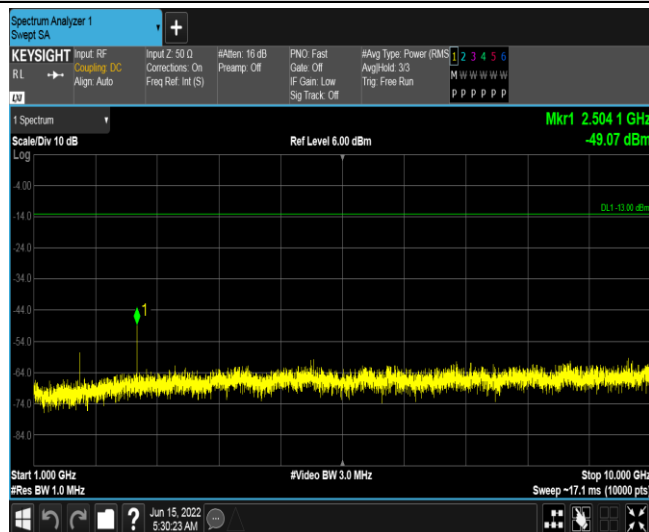 Spectrum Analyzer 1
Swept SA
+
KEYSIGHT
RL
LXI
Input: RF
Coupling: DC
Align: Auto
Input Z: 50 Ω
Corrections: On
Freq Ref: Int (S)
#Atten: 16 dB
Preamp: Off
PNO: Fast
Gate: Off
IF Gain: Low
Sig Track: Off
#Avg Type: Power (RMS
Avg|Hold: 3/3
Trig: Free Run
1 2 3 4 5 6
M W W W W W
P P P P P P
1 Spectrum
Scale/Div 10 dB
Log
Ref Level 6.00 dBm
Mkr1 2.504 1 GHz
-49.07 dBm
DL1 -13.00 dBm
-4.00
-14.0
-24.0
-34.0
-44.0
-54.0
-64.0
-74.0
-84.0
1
Start 1.000 GHz
#Res BW 1.0 MHz
#Video BW 3.0 MHz
Stop 10.000 GHz
Sweep ~17.1 ms (10000 pts)
?
Jun 15, 2022
5:30:23 AM